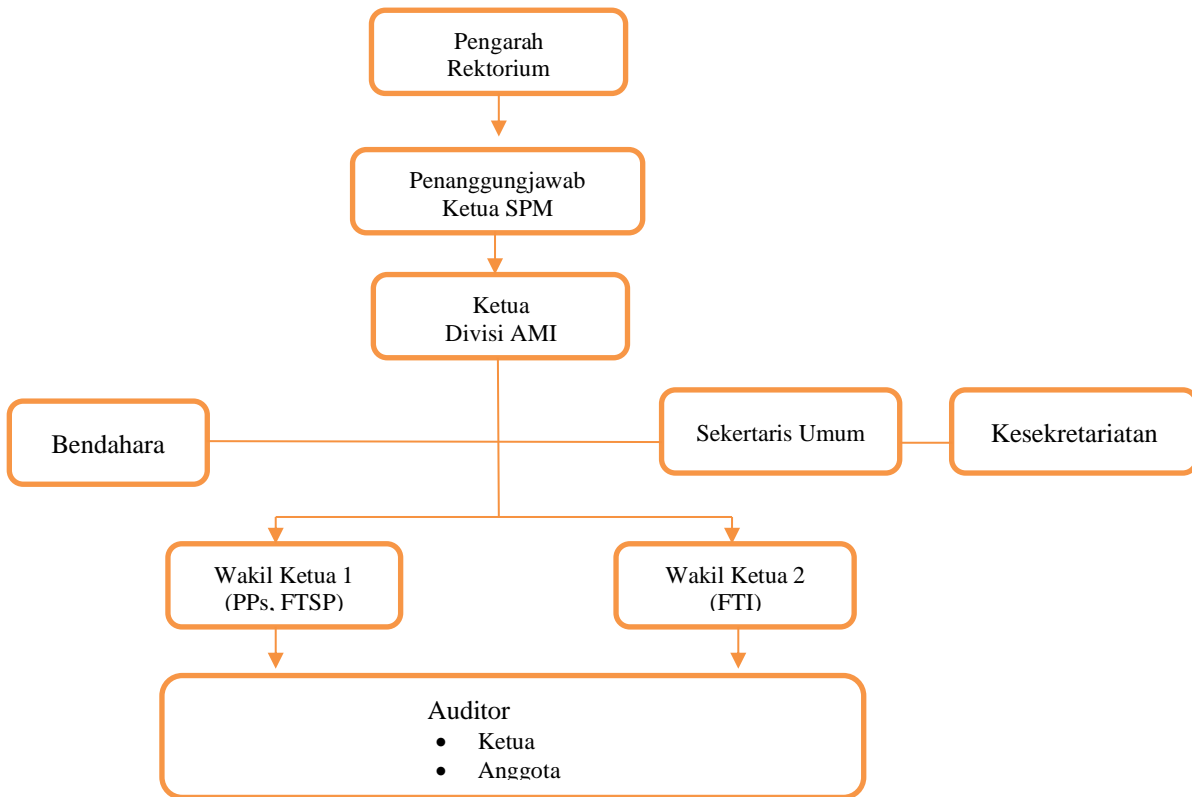 Pengarah
Rektorium
Penanggungjawab
Ketua SPM
Ketua
Divisi AMI
Bendahara
Sekertaris Umum
Kesekretariatan
Wakil Ketua 1
(PPs, FTSP)
Wakil Ketua 2
(FTI)
Auditor
• Ketua
• Anggota